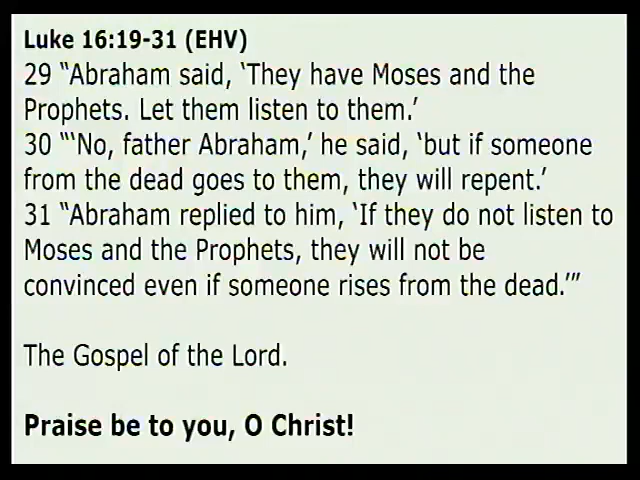 Luke 16:19-31 (EHV)
29 “Abraham said, ‘They have Moses and the
Prophets. Let them listen to them.’
30 “‘No, father Abraham,’ he said, ‘but if someone
from the dead goes to them, they will repent.’
31 “Abraham replied to him, ‘If they do not listen to
Moses and the Prophets, they will not be
convinced even if someone rises from the dead.’”
The Gospel of the Lord.
Praise be to you, O Christ!